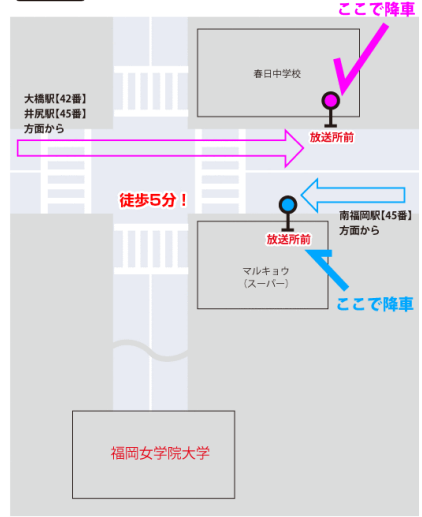 ここで降車
春日中学校
大橋駅【42番】
井尻駅【45番】
方面から
放送所前
徒歩5分！
南福岡駅【45番】
方面から
放送所前
マルキョウ
（スーパー）
ここで降車
福岡女学院大学